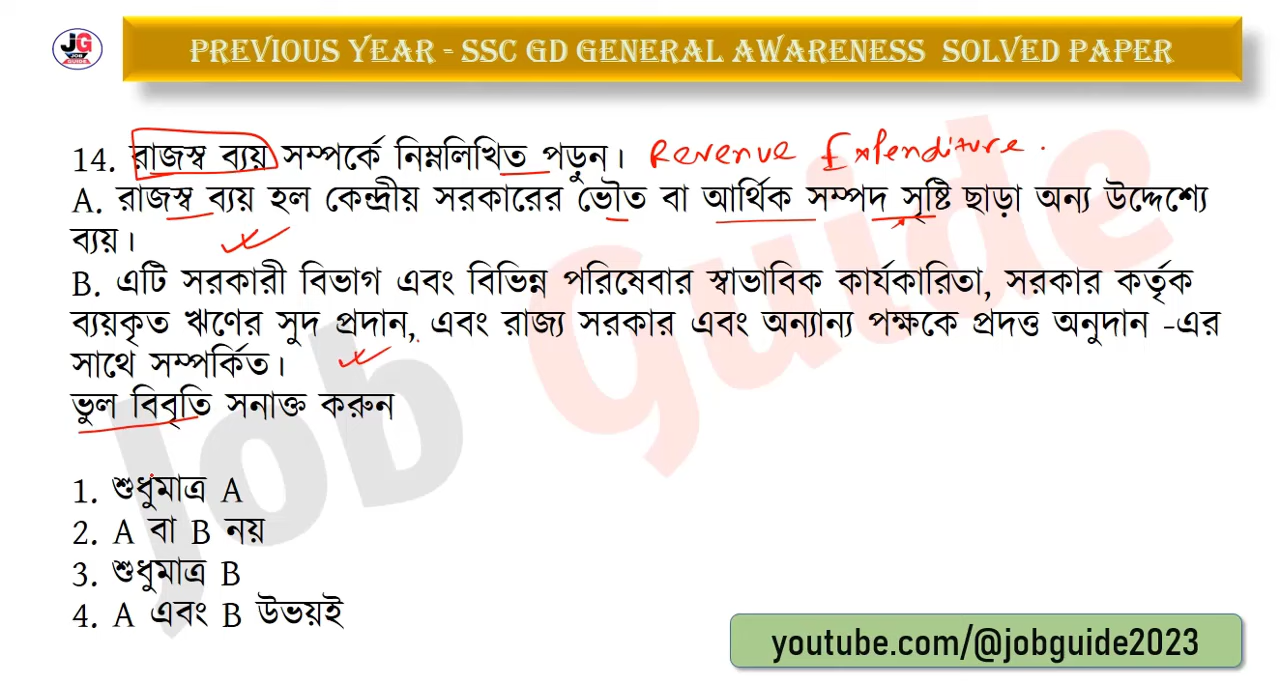 JG
JOB
GUIDE
PREVIOUS YEAR - SSC GD GENERAL AWARENESS SOLVED PAPER
14. রাজস্ব ব্যয় সম্পর্কে নিম্নলিখিত পড়ুন। Revenue Expenditure.
A. রাজস্ব ব্যয় হল কেন্দ্রীয় সরকারের ভৌত বা আর্থিক সম্পদ সৃষ্টি ছাড়া অন্য উদ্দেশ্যে
ব্যয়।
B. এটি সরকারী বিভাগ এবং বিভিন্ন পরিষেবার স্বাভাবিক কার্যকারিতা, সরকার কর্তৃক
ব্যয়কৃত ঋণের সুদ প্রদান, এবং রাজ্য সরকার এবং অন্যান্য পক্ষকে প্রদত্ত অনুদান -এর
সাথে সম্পর্কিত।
ভুল বিবৃতি সনাক্ত করুন
1. শুধুমাত্র A
2. A বা B নয়
3. শুধুমাত্র B
4. A এবং B উভয়ই
Job Guide
youtube.com/@jobguide2023